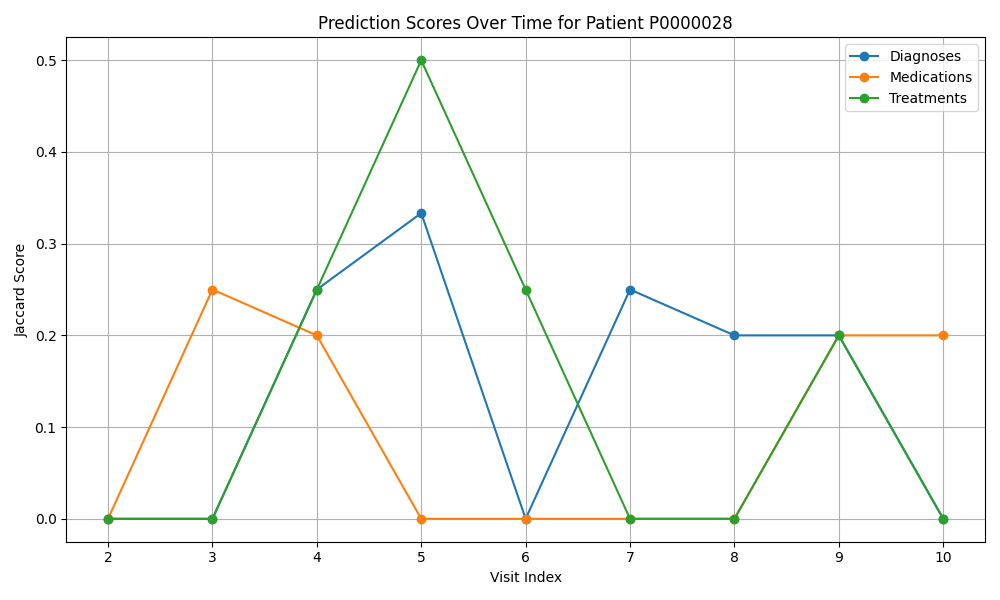 Prediction Scores Over Time for Patient P0000028
Diagnoses
Medications
Treatments
Jaccard Score
0.5
0.4
0.3
0.2
0.1
0.0
2 3 4 5 6 7 8 9 10
Visit Index